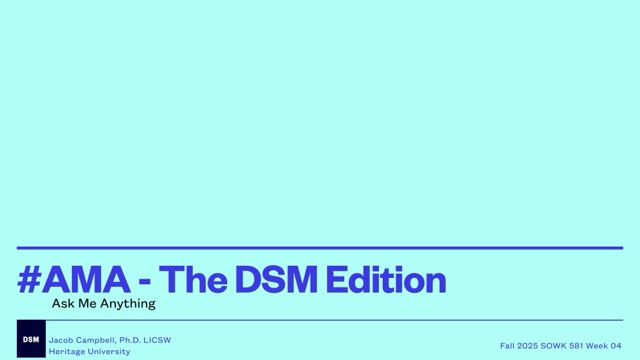 #AMA - The DSM Edition
Ask Me Anything
DSM
Jacob Campbell, Ph.D. LICSW
Heritage University
Fall 2025 SOWK 581 Week 04